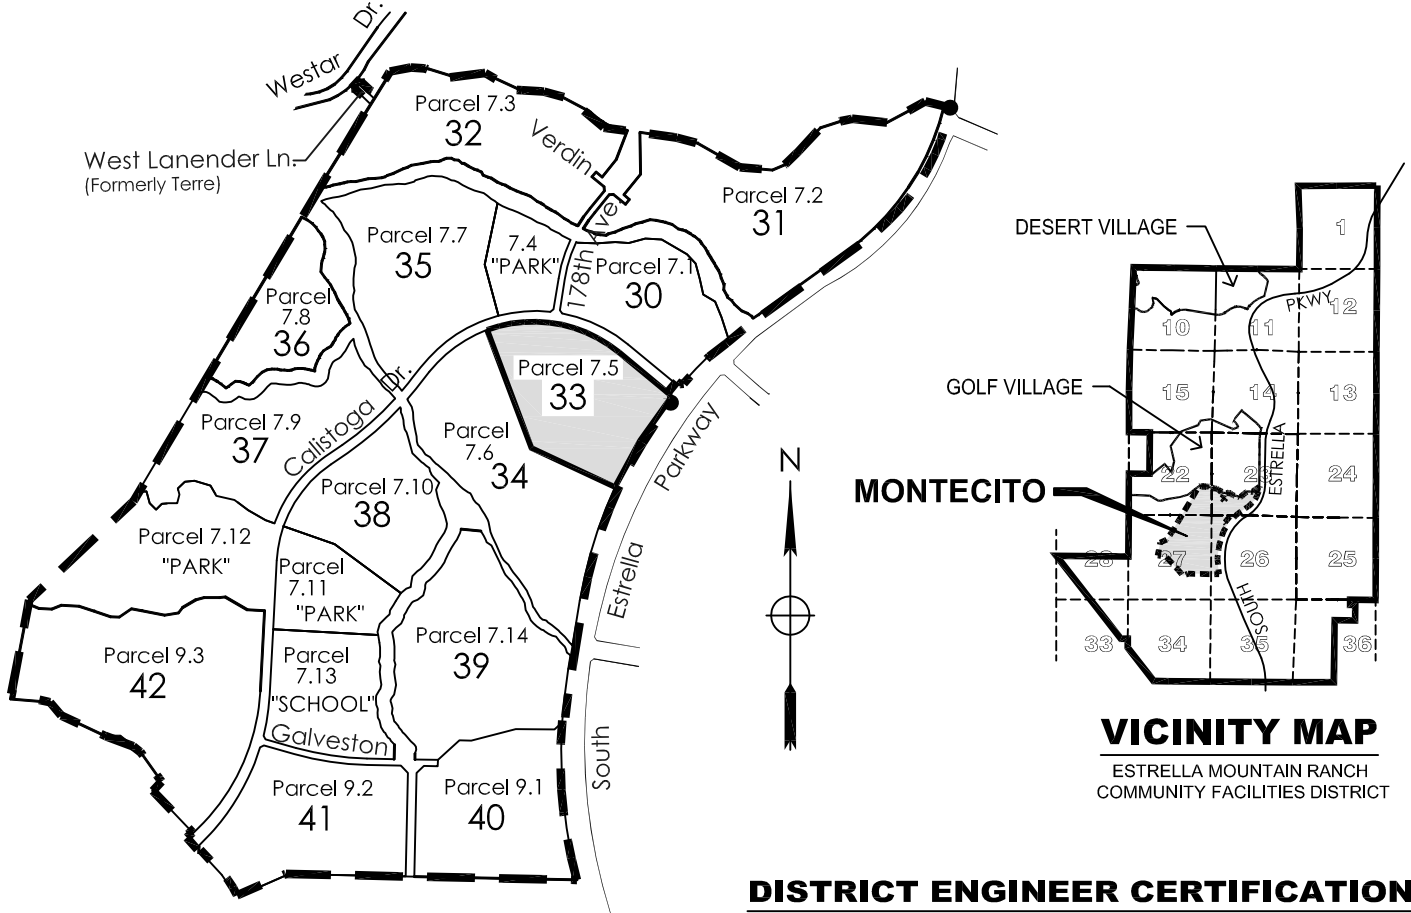 Westar Dr.
West Lanender Ln.
(Formerly Terre)
Parcel 7.3
32
Verdin
Parcel 7.2
31
Parcel 7.7
35
7.4
"PARK"
178th Ave
Parcel 7.1
30
Parcel
7.8
36
Parcel 7.5
33
Parcel 7.9
37
Calistoga Dr.
Parcel
7.6
34
Parkway
Parcel 7.10
38
Parcel 7.12
"PARK"
Parcel
7.11
"PARK"
Estrella
Parcel 7.14
39
Parcel 9.3
42
Parcel
7.13
"SCHOOL"
Galveston
South
Parcel 9.2
41
Parcel 9.1
40
N
DESERT VILLAGE
1
PKWY
12
10
11
GOLF VILLAGE
15
14
13
ESTRELLA
22
23
24
MONTECITO
28
27
26
25
SOUTH
33
34
35
36
VICINITY MAP
ESTRELLA MOUNTAIN RANCH
COMMUNITY FACILITIES DISTRICT
DISTRICT ENGINEER CERTIFICATION